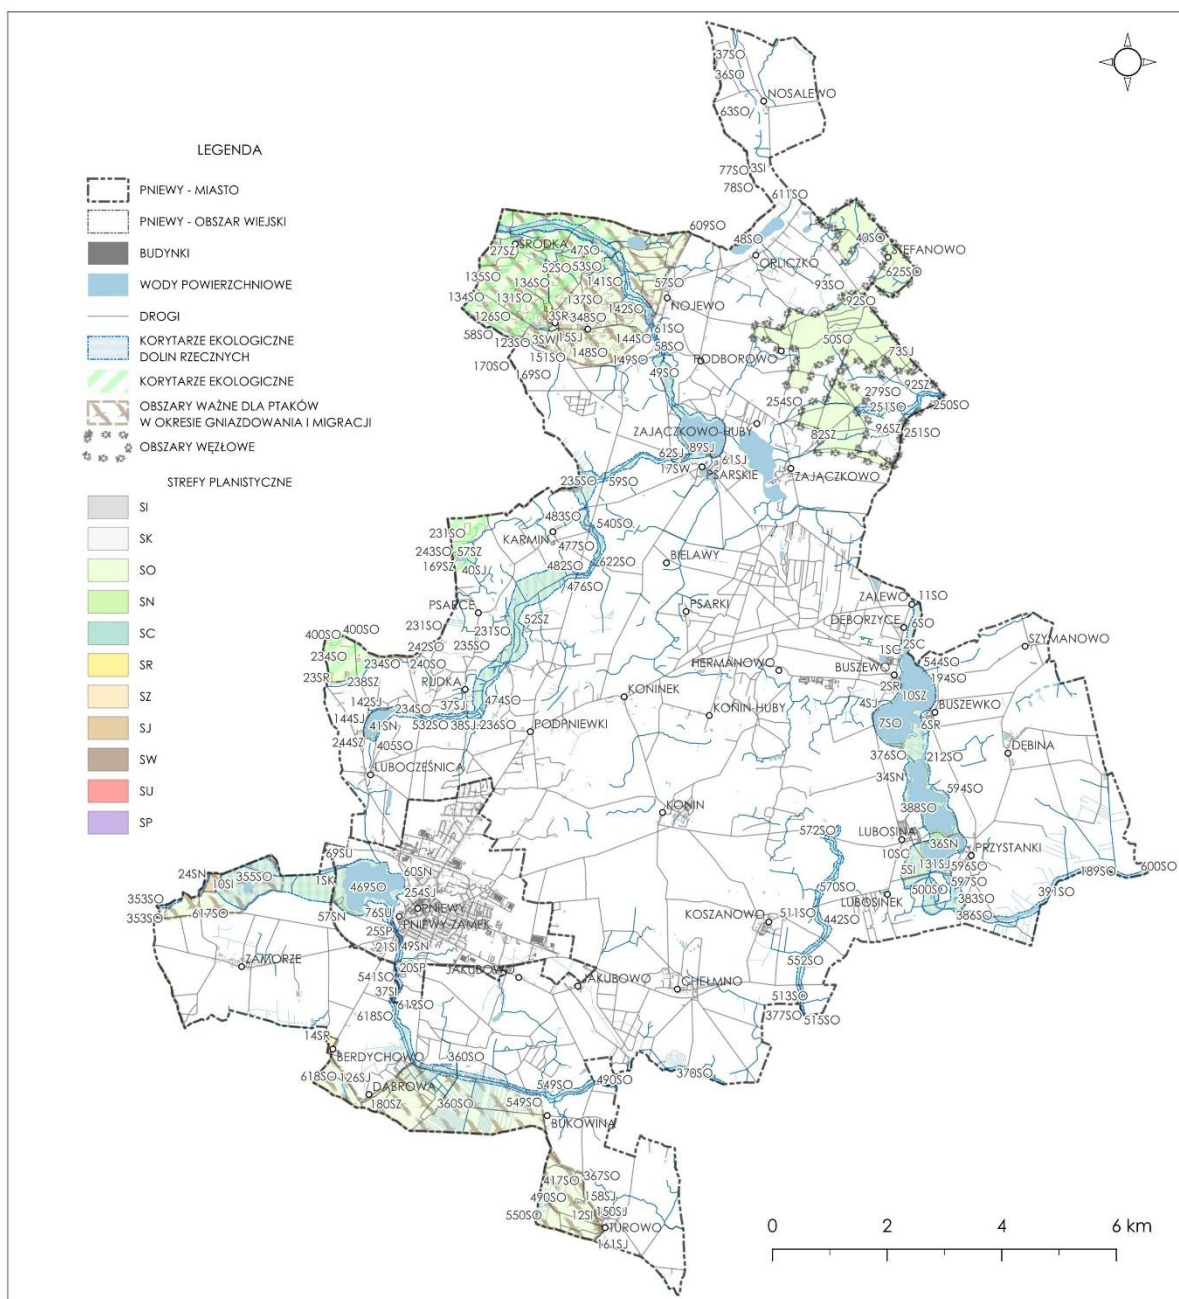 LEGENDA
PNIEWY - MIASTO
PNIEWY - OBSZAR WIEJSKI
BUDYNKI
WODY POWIERZCHNIOWE
DROGI
KORYTARZE EKOLOGICZNE
DOLIN RZECZNYCH
KORYTARZE EKOLOGICZNE
OBSZARY WAŻNE DLA PTAKÓW
W OKRESIE GNIAZDOWANIA I MIGRACJI
OBSZARY WĘZŁOWE
STREFY PLANISTYCZNE
SI
SK
SO
SN
SC
SR
SZ
SJ
SW
SU
SP
37SO
36SO
NOSALEWO
63SO
77SO
3SI
78SO
611SO
609SO
48SO
ORLICZKO
40SO
STEFANOWO
625SO
93SO
92SO
27SZ
ŚRODKA
47SO
52SO
53SO
135SO
136SO
141SO
57SO
NOJEWO
134SO
131SO
137SO
142SO
126SO
3SR
348SO
61SO
58SO
123SO
3SW
15SJ
144SO
58SO
151SO
148SO
149SO
170SO
169SO
49SO
PODBOROWO
50SO
73SJ
279SO
92SZ
254SO
251SO
250SO
ZAJĄCZKOWO-HUBY
82SZ
96SZ
251SO
62SJ
89SJ
61SJ
17SW
PSARSKIE
ZAJĄCZKOWO
235SO
59SO
483SO
540SO
231SO
KARMIN
477SO
243SO
57SZ
169SZ
40SJ
482SO
622SO
476SO
BIELAWY
PSARCE
PSARKI
231SO
231SO
52SZ
242SO
235SO
400SO
400SO
234SO
234SO
240SO
23SR
238SZ
RUDKA
142SJ
234SO
37SJ
474SO
144SJ
41SN
532SO
38SJ
236SO
PODPNIEWKI
244SZ
405SO
LUBOCZEŚNICA
HERMANOWO
KONINEK
KONIN-HUBY
ZALEWO
11SO
DĘBORZYCE
6SO
SZYMANOWO
1SC
2SC
BUSZEWO
544SO
194SO
2SR
10SZ
4SJ
BUSZEWKO
7SO
6SR
DĘBINA
376SO
212SO
34SN
594SO
388SO
KONIN
572SO
LUBOSINA
36SN
PRZYSTANKI
10SC
131SJ
596SO
5SI
597SO
600SO
189SO
391SO
570SO
500SO
383SO
LUBOSINEK
386SO
442SO
KOSZANOWO
511SO
552SO
513SO
377SO
515SO
69SU
24SN
10SI
355SO
1SK
469SO
60SN
254SJ
353SO
353SO
617SO
57SN
76SU
PNIEWY
PNIEWY-ZAMEK
25SP
21SI
49SN
ZAMORZE
20SP
541SO
37SI
619SO
618SO
JAKUBOWO
JAKUBOWO
CHEŁMNO
14SR
BERDYCHOWO
360SO
618SO
126SJ
DĄBROWA
180SZ
360SO
549SO
490SO
370SO
549SO
BUKOWINA
417SO
367SO
490SO
158SJ
550SO
12SI
150SJ
TUROWO
161SJ
0
2
4
6 km